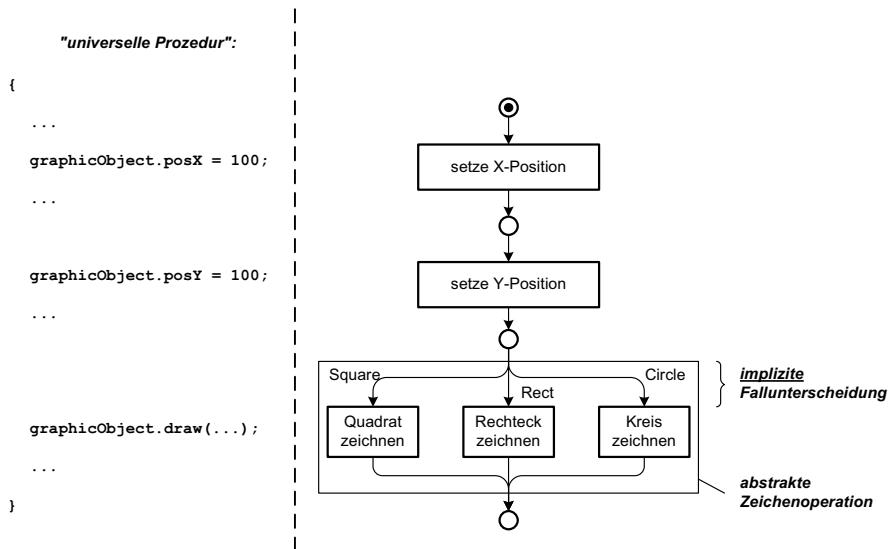 "universelle Prozedur":
{
...
graphicObject.posX = 100;
...
graphicObject.posY = 100;
...
graphicObject.draw(...);
...
}
setze X-Position
setze Y-Position
Square
Rect
Circle
Quadrat
zeichnen
Rechteck
zeichnen
Kreis
zeichnen
implizite
Fallunterscheidung
abstrakte
Zeichenoperation